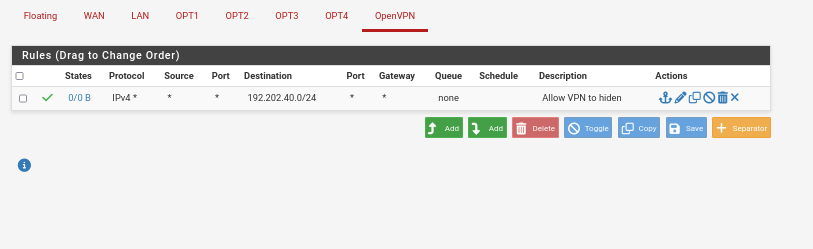 Floating WAN LAN OPT1 OPT2 OPT3 OPT4 OpenVPN
Rules (Drag to Change Order)
States Protocol Source Port Destination Port Gateway Queue Schedule Description Actions
0/0 B IPv4 * * * 192.202.40.0/24 * * none Allow VPN to hiden
Add Add Delete Toggle Copy Save Separator